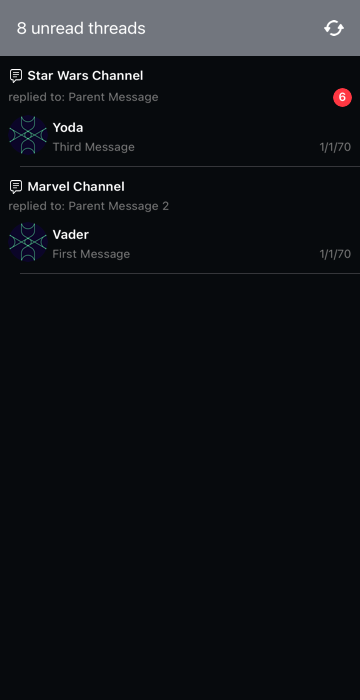 8 unread threads
Star Wars Channel
replied to: Parent Message
6
Yoda
Third Message
1/1/70
Marvel Channel
replied to: Parent Message 2
Vader
First Message
1/1/70